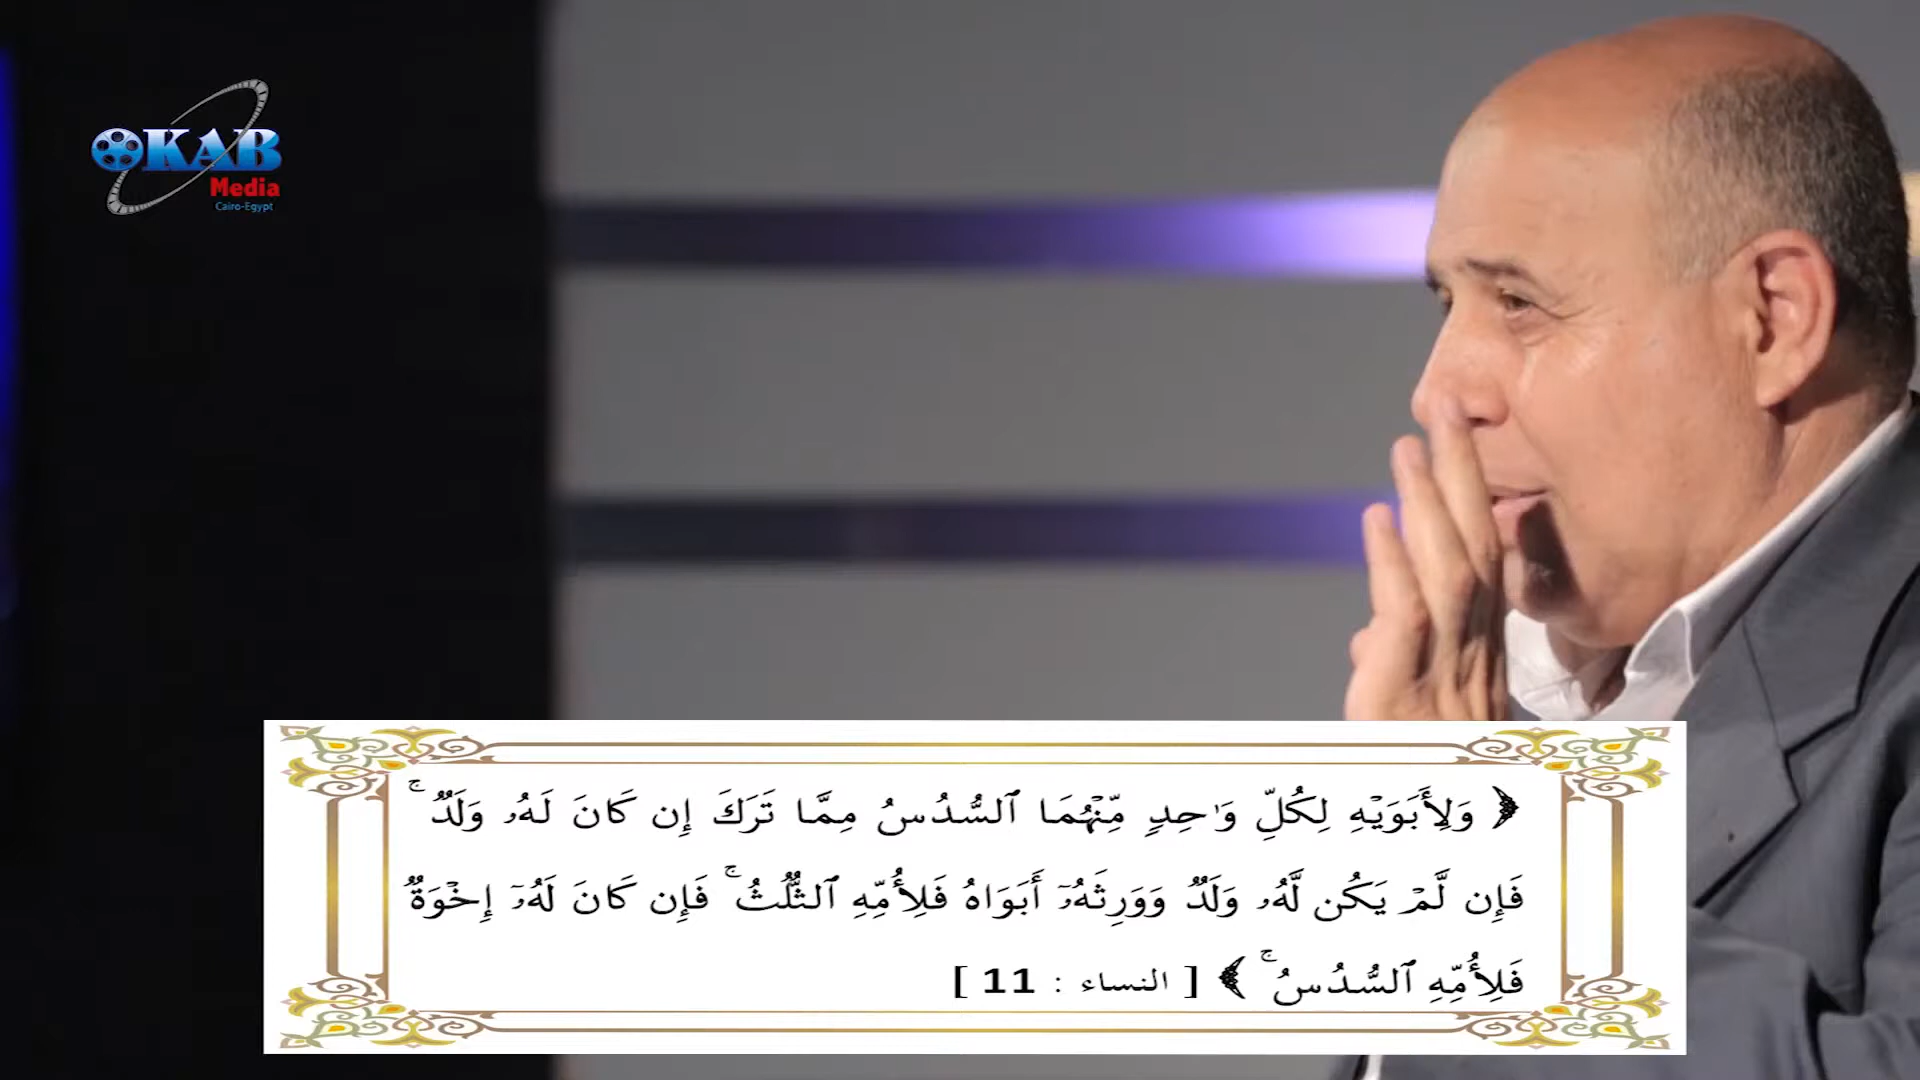 OKAB
Media
Cairo-Egypt
﴿ وَلِأَبَوَيْهِ لِكُلِّ وَٰحِدٍ مِّنْهُمَا ٱلسُّدُسُ مِمَّا تَرَكَ إِن كَانَ لَهُۥ وَلَدٌ ۚ
فَإِن لَّمْ يَكُن لَّهُۥ وَلَدٌ وَوَرِثَهُۥٓ أَبَوَاهُ فَلِأُمِّهِ ٱلثُّلُثُ ۚ فَإِن كَانَ لَهُۥٓ إِخْوَةٌ
فَلِأُمِّهِ ٱلسُّدُسُ ۚ ﴾ [ النساء : 11 ]